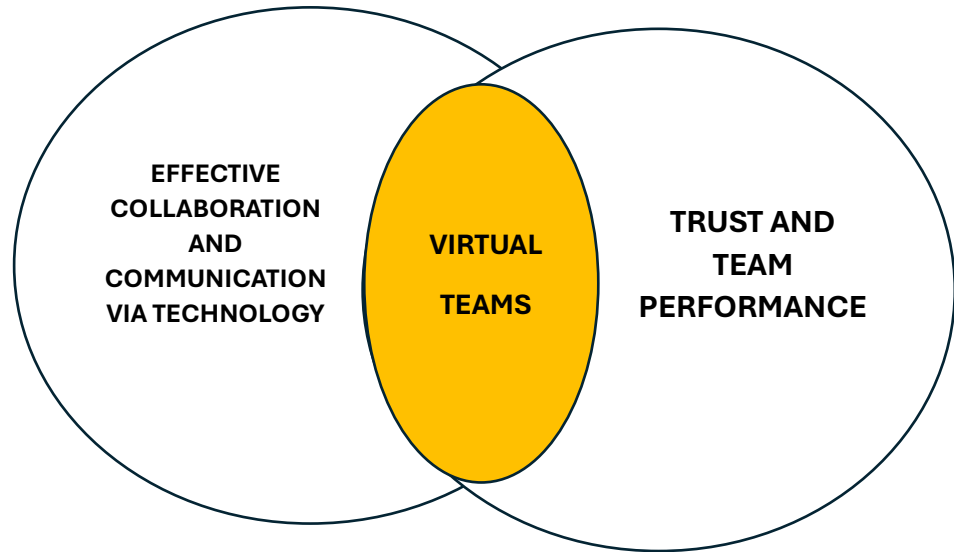 EFFECTIVE
COLLABORATION
AND
COMMUNICATION
VIA TECHNOLOGY
VIRTUAL
TEAMS
TRUST AND
TEAM
PERFORMANCE